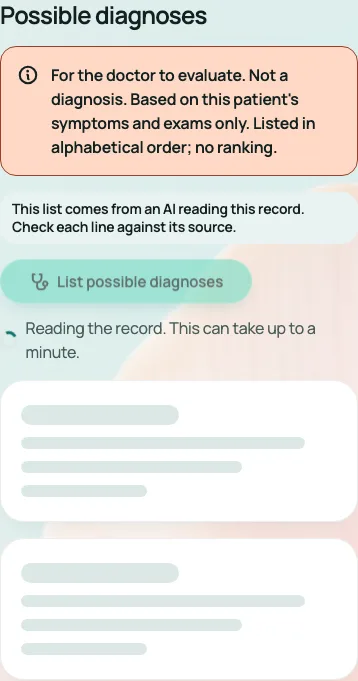 Possible diagnoses
For the doctor to evaluate. Not a
diagnosis. Based on this patient's
symptoms and exams only. Listed in
alphabetical order; no ranking.
This list comes from an AI reading this record.
Check each line against its source.
List possible diagnoses
Reading the record. This can take up to a
minute.